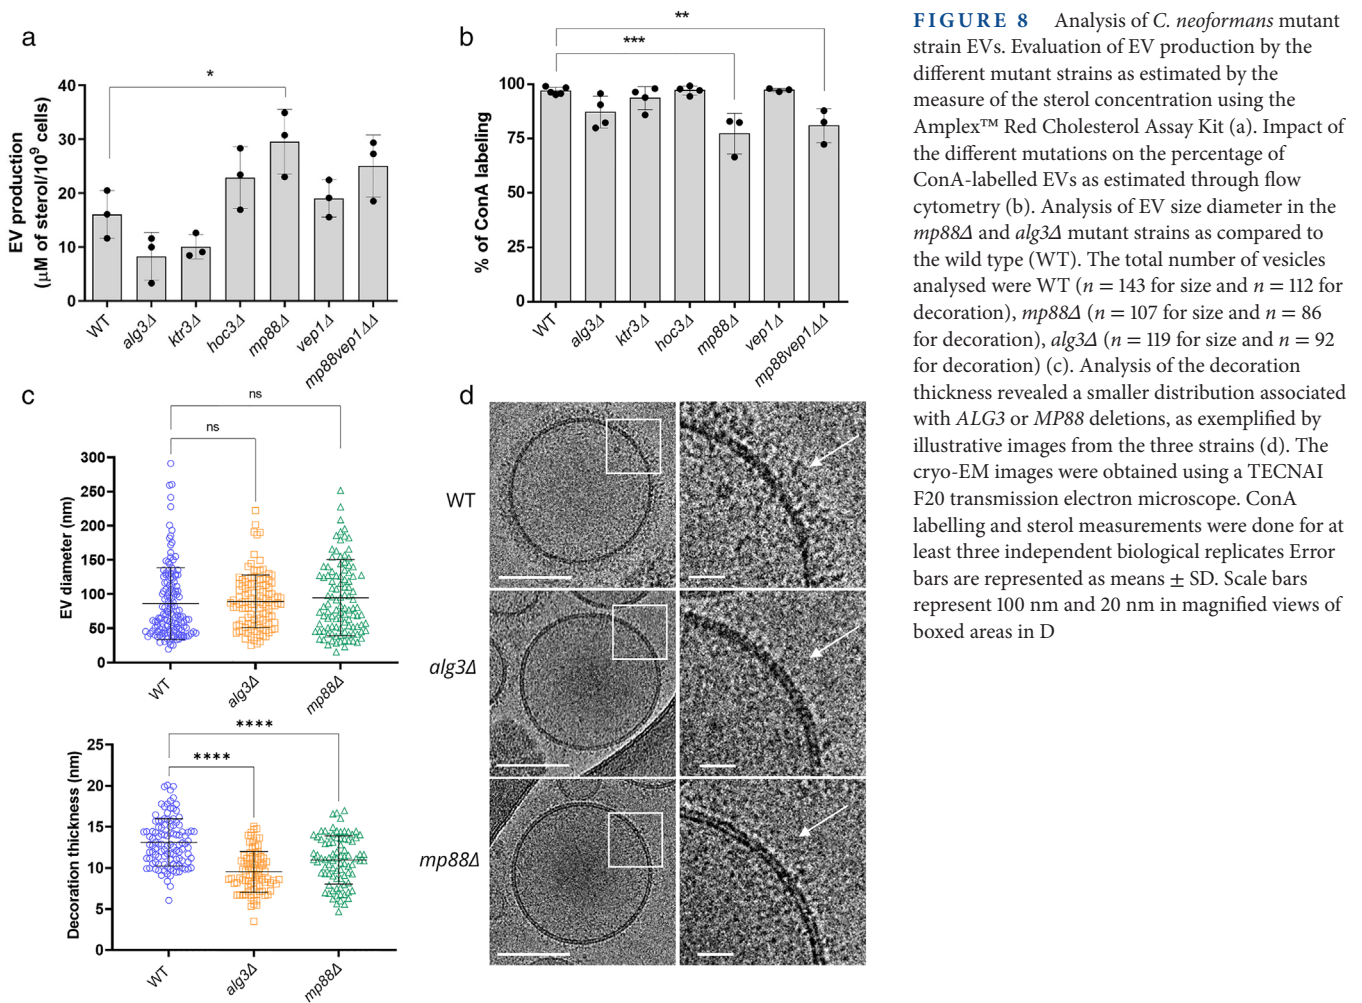 a
*
40
30
20
10
0
EV production
(μM of sterol/10⁹ cells)
WT
alg3Δ
ktr3Δ
hoc3Δ
mp88Δ
vep1Δ
mp88vep1ΔΔ
b
**
***
100
75
50
25
0
% of ConA labeling
WT
alg3Δ
ktr3Δ
hoc3Δ
mp88Δ
vep1Δ
mp88vep1ΔΔ
c
ns
ns
300
250
200
150
100
50
0
EV diameter (nm)
WT
alg3Δ
mp88Δ
****
****
25
20
15
10
5
0
Decoration thickness (nm)
WT
alg3Δ
mp88Δ
d
WT
alg3Δ
mp88Δ
FIGURE 8 Analysis of C. neoformans mutant
strain EVs. Evaluation of EV production by the
different mutant strains as estimated by the
measure of the sterol concentration using the
Amplex™ Red Cholesterol Assay Kit (a). Impact of
the different mutations on the percentage of
ConA-labelled EVs as estimated through flow
cytometry (b). Analysis of EV size diameter in the
mp88Δ and alg3Δ mutant strains as compared to
the wild type (WT). The total number of vesicles
analysed were WT (n = 143 for size and n = 112 for
decoration), mp88Δ (n = 107 for size and n = 86
for decoration), alg3Δ (n = 119 for size and n = 92
for decoration) (c). Analysis of the decoration
thickness revealed a smaller distribution associated
with ALG3 or MP88 deletions, as exemplified by
illustrative images from the three strains (d). The
cryo-EM images were obtained using a TECNAI
F20 transmission electron microscope. ConA
labelling and sterol measurements were done for at
least three independent biological replicates Error
bars are represented as means ± SD. Scale bars
represent 100 nm and 20 nm in magnified views of
boxed areas in D